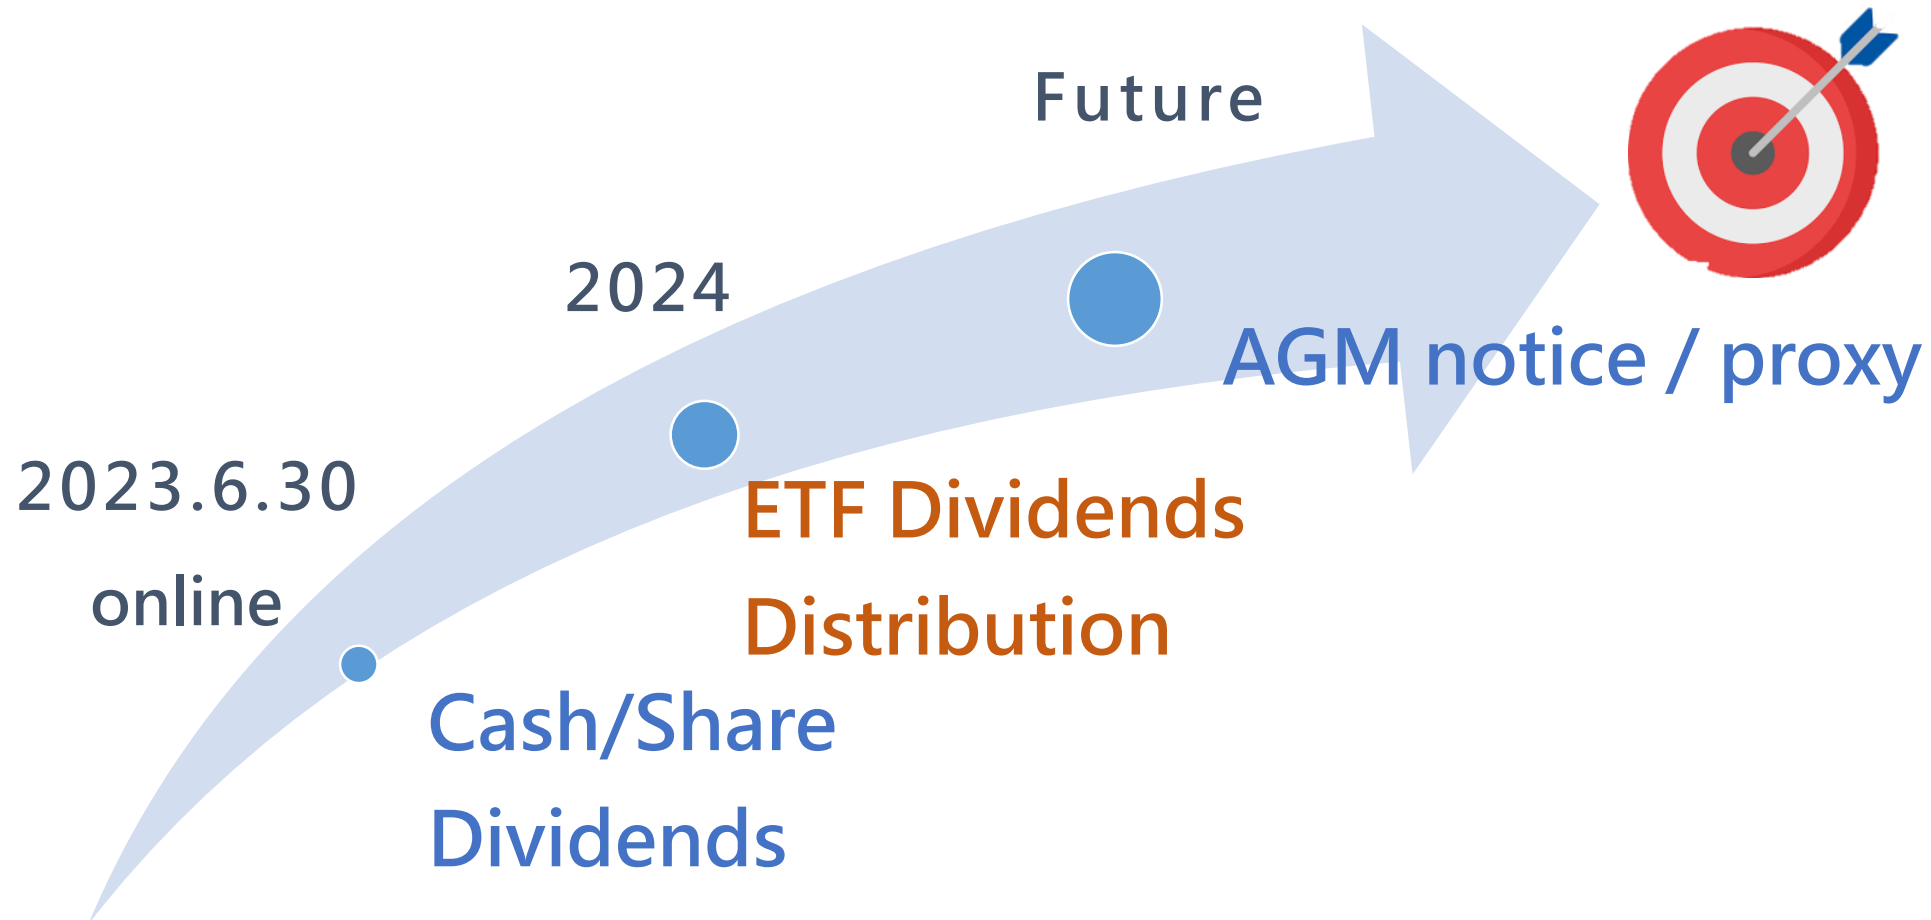 2023.6.30
online
Cash/Share
Dividends
2024
ETF Dividends
Distribution
Future
AGM notice / proxy